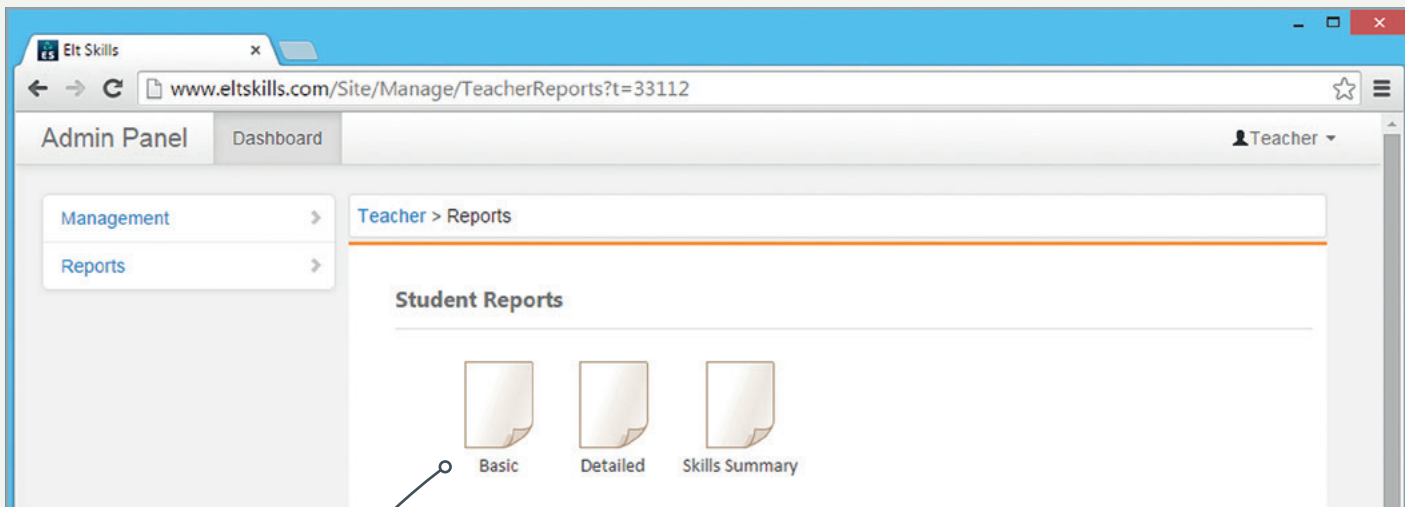 Elt Skills
www.eltskills.com/Site/Manage/TeacherReports?t=33112
Admin Panel Dashboard Teacher
Management
Reports
Teacher > Reports
Student Reports
Basic Detailed Skills Summary